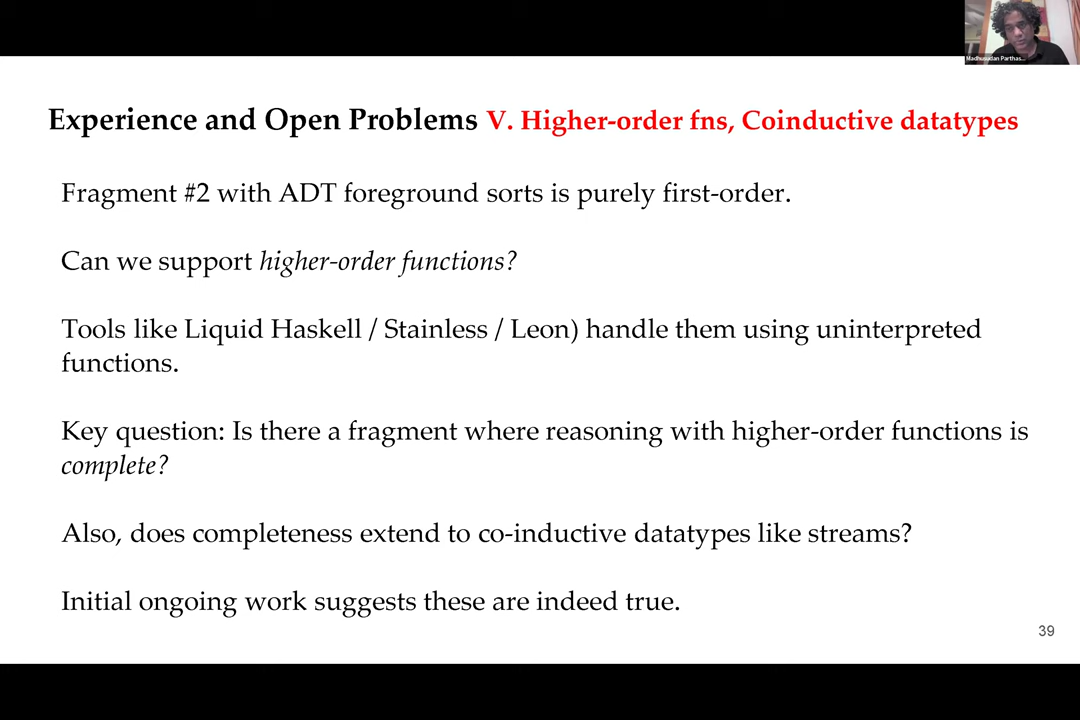 Madhusudan Parthas...
Experience and Open Problems V. Higher-order fns, Coinductive datatypes
Fragment #2 with ADT foreground sorts is purely first-order.
Can we support higher-order functions?
Tools like Liquid Haskell / Stainless / Leon) handle them using uninterpreted
functions.
Key question: Is there a fragment where reasoning with higher-order functions is
complete?
Also, does completeness extend to co-inductive datatypes like streams?
Initial ongoing work suggests these are indeed true.
39